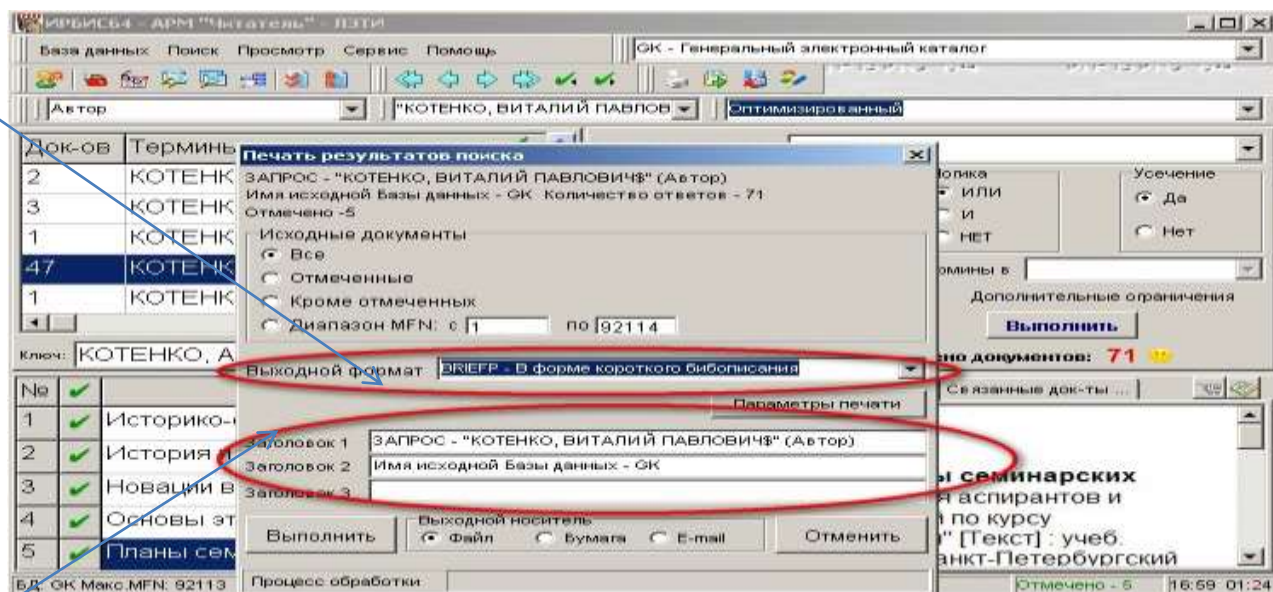 ИРБИС64 - АРМ "Читатель" - ЛЭТИ
База данных Поиск Просмотр Сервис Помощь
GK - Генеральный электронный каталог
Автор
"КОТЕНКО, ВИТАЛИЙ ПАВЛОВ
Оптимизированный
Док-ов Термины
2 КОТЕНК
3 КОТЕНК
1 КОТЕНК
47 КОТЕНК
1 КОТЕНК
Ключ: КОТЕНКО, А
Печать результатов поиска
ЗАПРОС - "КОТЕНКО, ВИТАЛИЙ ПАВЛОВИЧ$" (Автор)
Имя исходной Базы данных - GK Количество ответов - 71
Отмечено -5
Исходные документы
Все
Отмеченные
Кроме отмеченных
Диапазон MFN: с 1 по 92114
Выходной формат BRIEFP - В форме короткого бибописания
Параметры печати
Заголовок 1 ЗАПРОС - "КОТЕНКО, ВИТАЛИЙ ПАВЛОВИЧ$" (Автор)
Заголовок 2 Имя исходной Базы данных - GK
Заголовок 3
Выполнить
Выходной носитель
Файл Бумага E-mail
Отменить
Процесс обработки
Логика
ИЛИ
И
НЕТ
Усечение
Да
Нет
рмины в
Дополнительные ограничения
Выполнить
но документов: 71
Связанные док-ты ...
№
1 Историко-
2 История
3 Новации в
4 Основы эт
5 Планы сем
ы семинарских
я аспирантов и
й по курсу
" [Текст] : учеб.
анкт-Петербургский
БД: GK Макс.MFN: 92113
Отмечено - 5
16:59 01:24